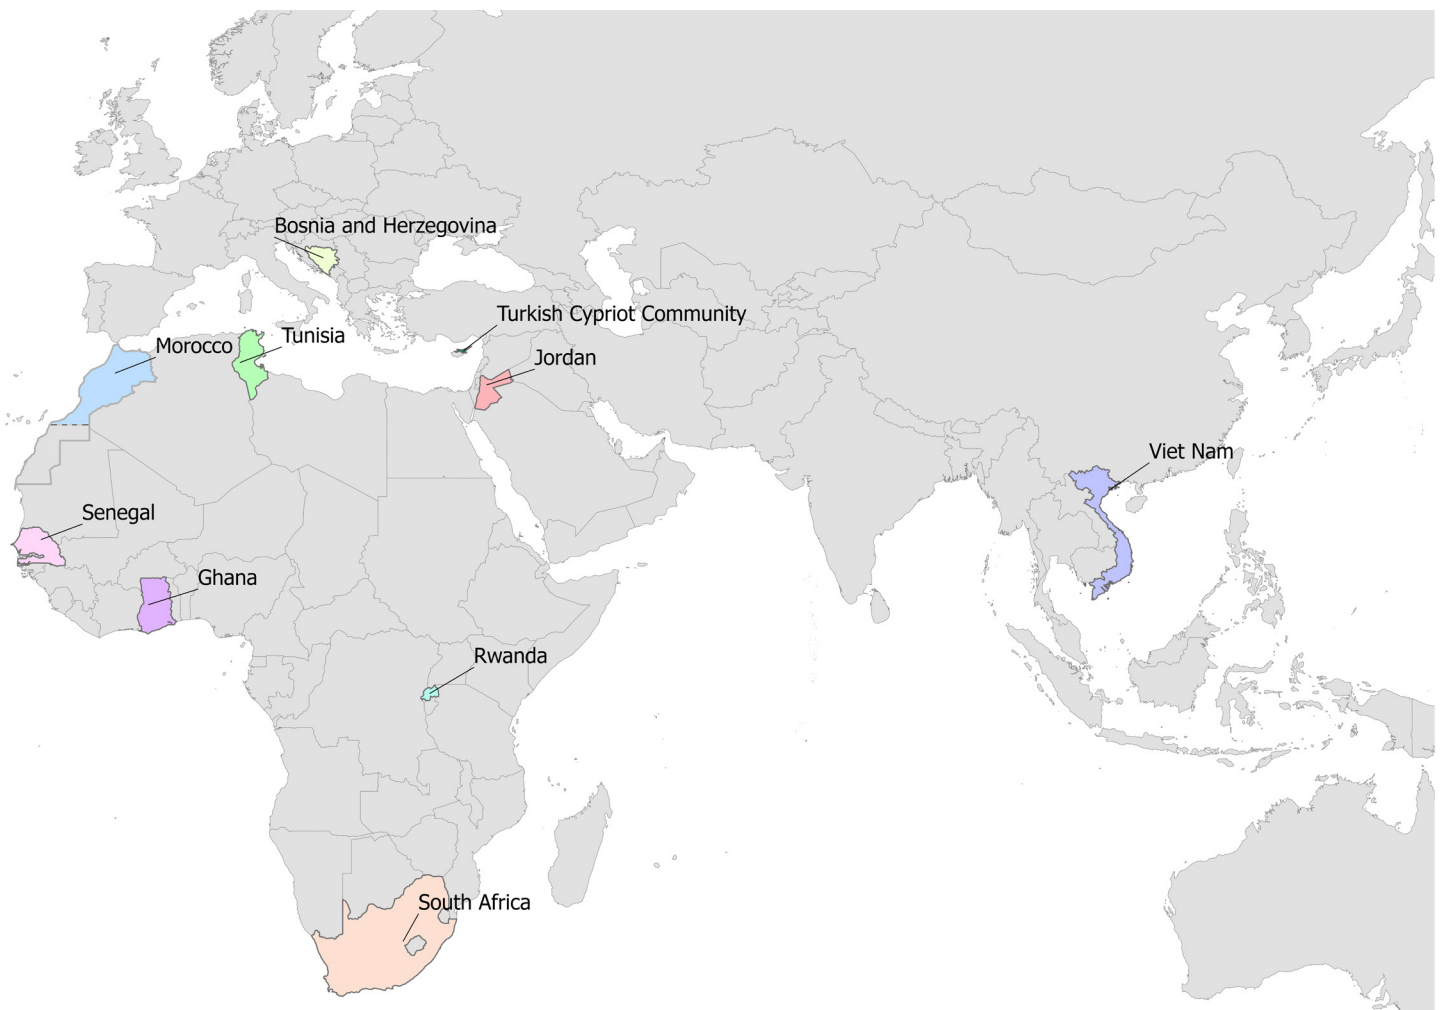 Bosnia and Herzegovina
Turkish Cypriot Community
Tunisia
Morocco
Jordan
Viet Nam
Senegal
Ghana
Rwanda
South Africa